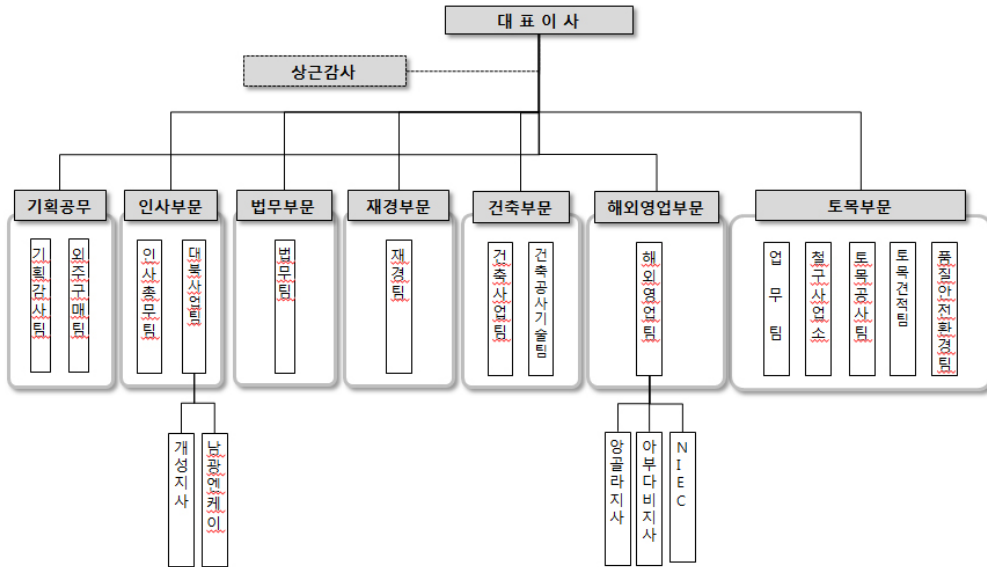 대 표 이 사
상근감사
기획공무
인사부문
법무부문
재경부문
건축부문
해외영업부문
토목부문
기획감사팀
외주구매팀
인사총무팀
대북사업팀
법무팀
재경팀
건축사업팀
건축공사기술팀
해외영업팀
업 무 팀
철구사업소
토목공사팀
토목견적팀
품질안전환경팀
개성지사
남광엔케이
앙골라지사
아부다비지사
NIEC